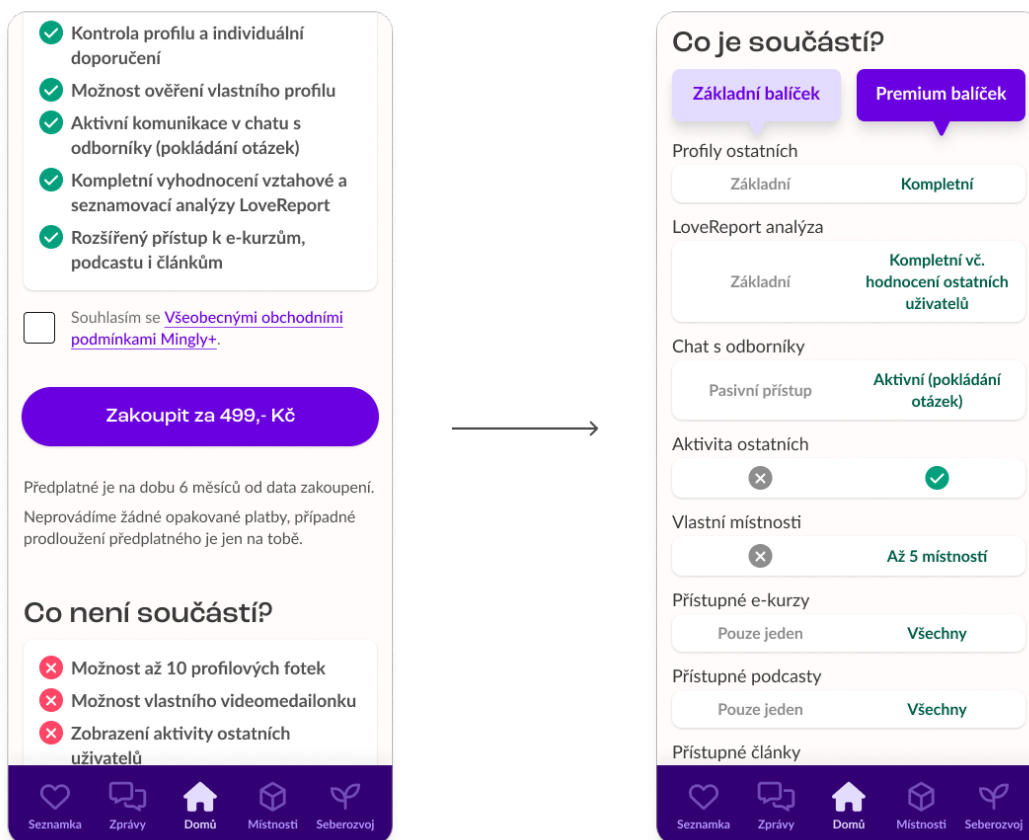 Kontrola profilu a individuální
doporučení
Možnost ověření vlastního profilu
Aktivní komunikace v chatu s
odborníky (pokládání otázek)
Kompletní vyhodnocení vztahové a
seznamovací analýzy LoveReport
Rozšířený přístup k e-kurzům,
podcastu i článkům
Souhlasím se Všeobecnými obchodními
podmínkami Mingly+.
Zakoupit za 499,- Kč
Předplatné je na dobu 6 měsíců od data zakoupení.
Neprovádíme žádné opakované platby, případné
prodloužení předplatného je jen na tobě.
Co není součástí?
Možnost až 10 profilových fotek
Možnost vlastního videomedailonku
Zobrazení aktivity ostatních
uživatelů
Seznamka Zprávy Domů Místnosti Seberozvoj
Co je součástí?
Základní balíček Premium balíček
Profily ostatních
Základní Kompletní
LoveReport analýza
Kompletní vč.
Základní hodnocení ostatních
uživatelů
Chat s odborníky
Pasivní přístup Aktivní (pokládání
otázek)
Aktivita ostatních
Vlastní místnosti
Až 5 místností
Přístupné e-kurzy
Pouze jeden Všechny
Přístupné podcasty
Pouze jeden Všechny
Přístupné články
Seznamka Zprávy Domů Místnosti Seberozvoj